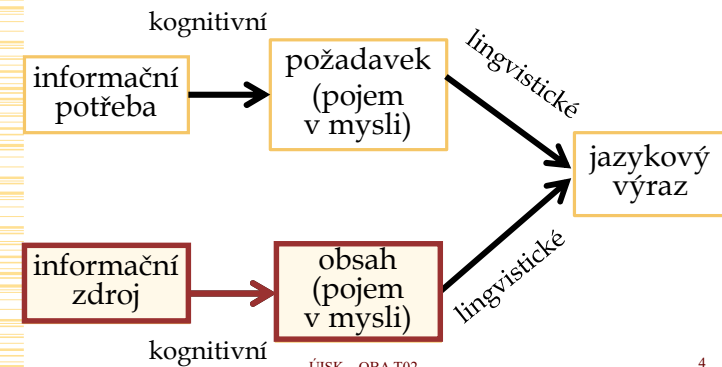 kognitivní
informační
potřeba
požadavek
(pojem
v mysli)
lingvistické
jazykový
výraz
informační
zdroj
obsah
(pojem
v mysli)
lingvistické
kognitivní
4